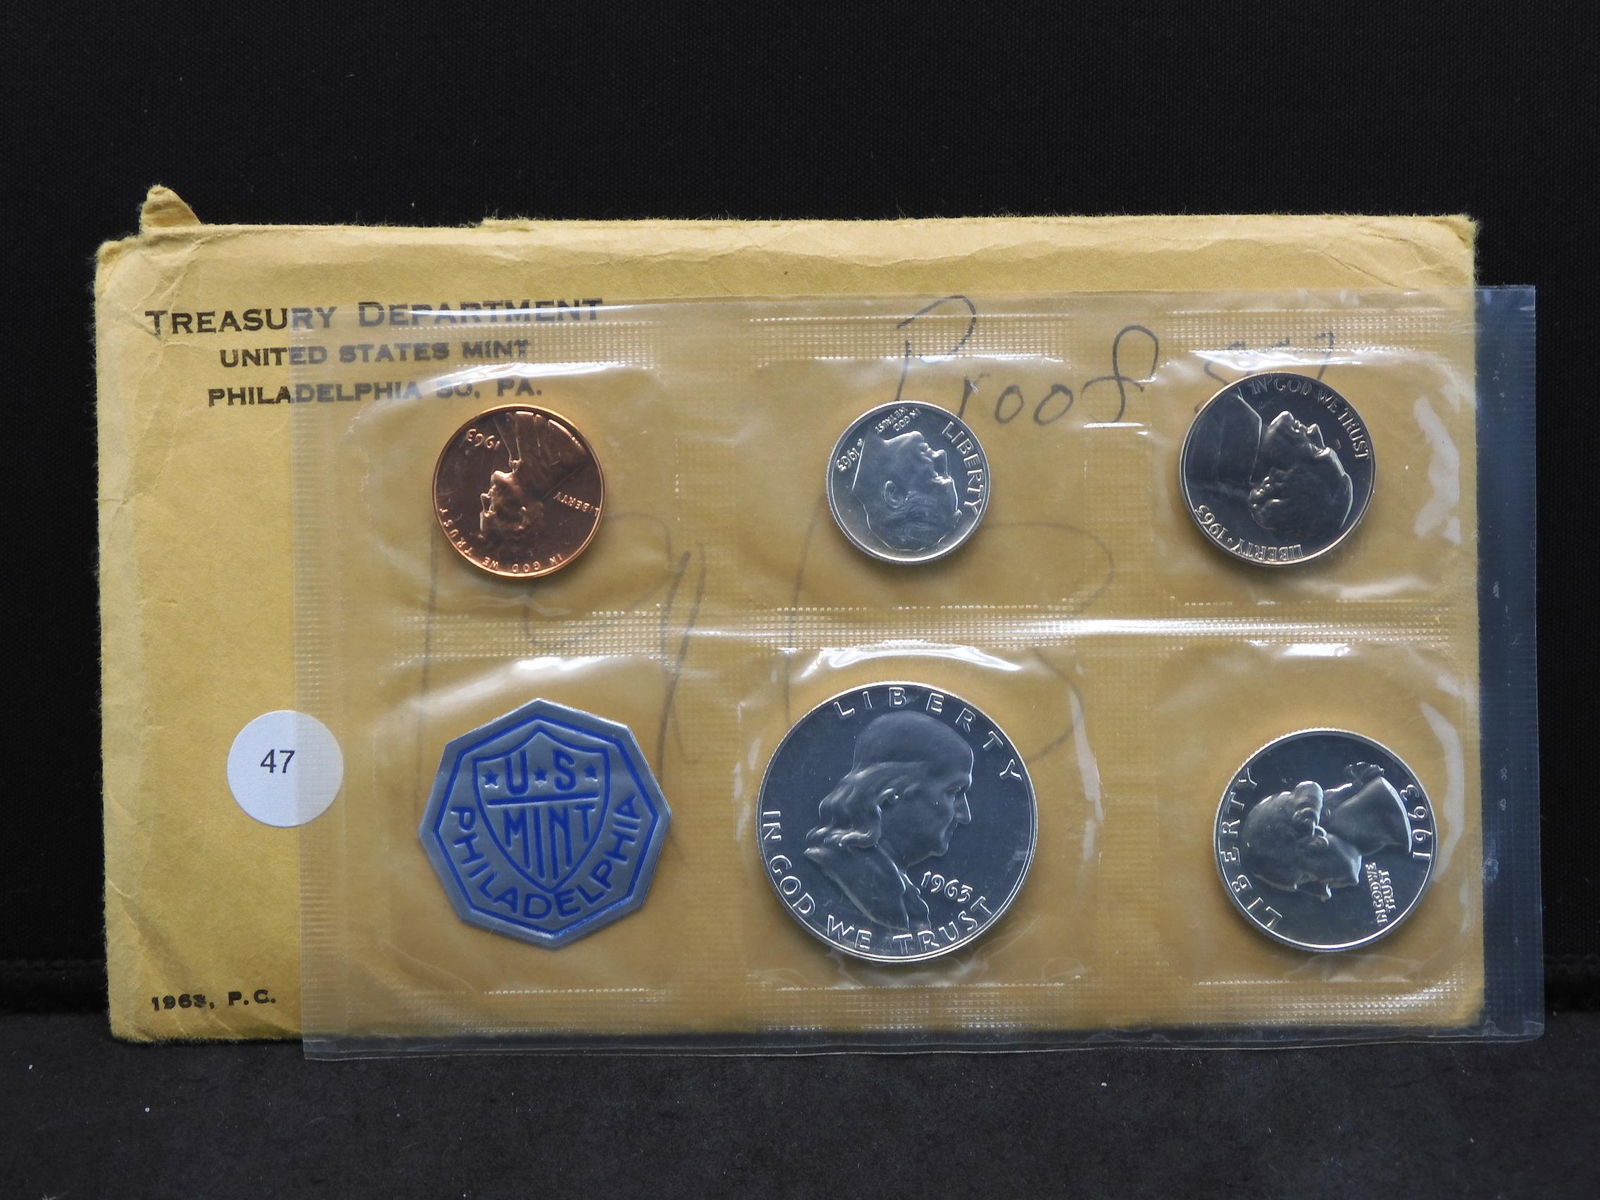 TREASURY DEPARTMENT
UNITED STATES MINT
PHILADELPHIA 30, PA.
Proof Set
1963
1963
LIBERTY
IN GOD WE TRUST
LIBERTY
IN GOD
WE TRUST
1963
IN GOD WE TRUST
LIBERTY • 1963
47
U ★ S
MINT
PHILADELPHIA
LIBERTY
IN GOD WE TRUST
1963
LIBERTY
IN GOD WE
TRUST
1963
1963, P.C.